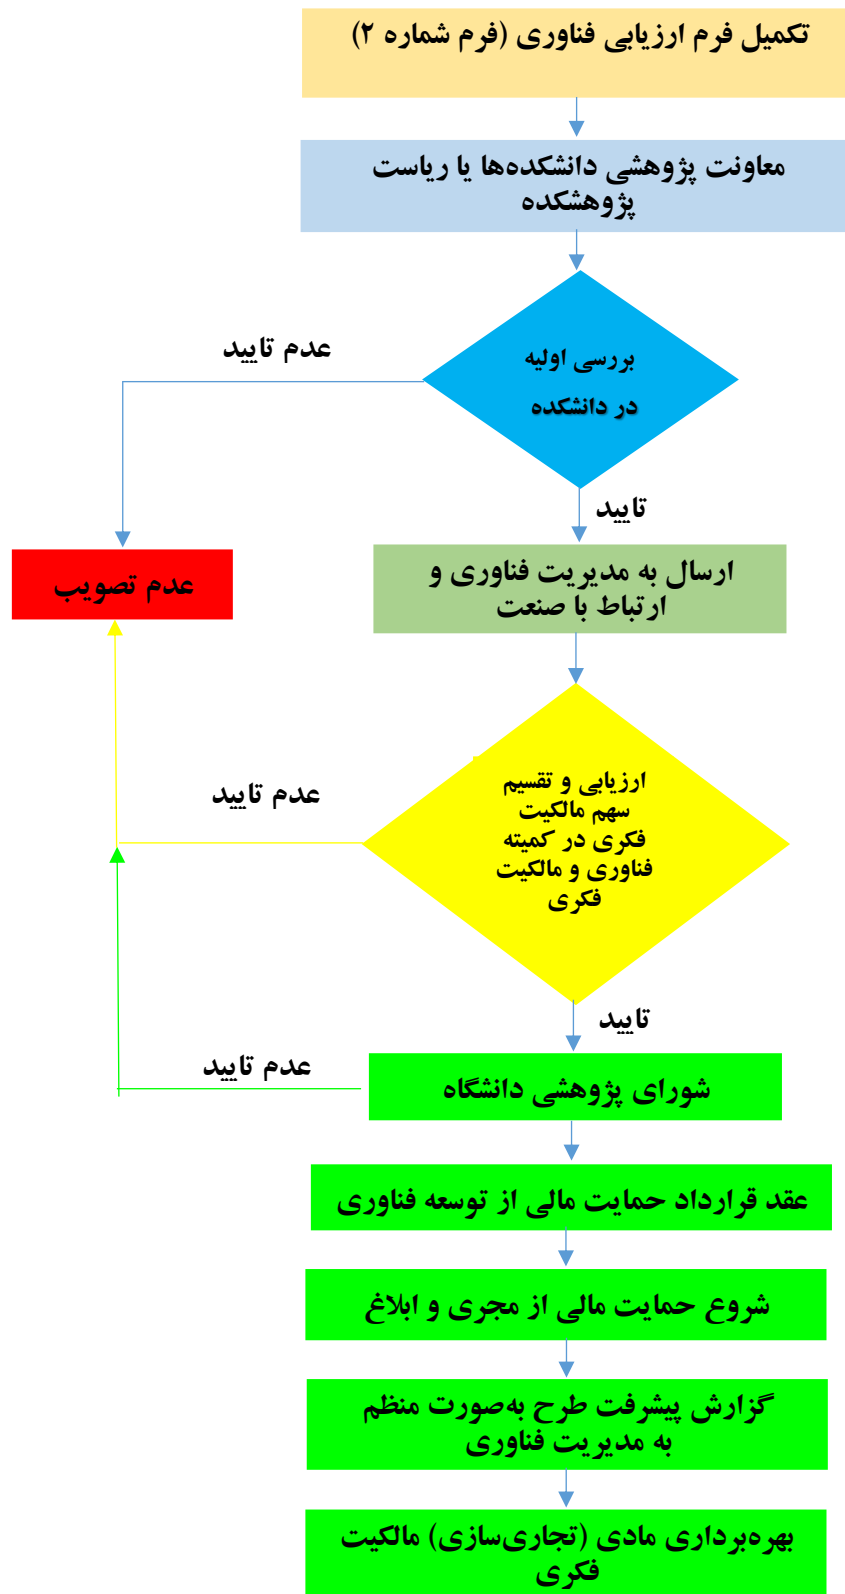 تکمیل فرم ارزیابی فناوری (فرم شماره ۲)
معاونت پژوهشی دانشکده‌ها یا ریاست
پژوهشکده
بررسی اولیه
در دانشکده
عدم تایید
تایید
عدم تصویب
ارسال به مدیریت فناوری و
ارتباط با صنعت
ارزیابی و تقسیم
سهم مالکیت
فکری در کمیته
فناوری و مالکیت
فکری
عدم تایید
تایید
عدم تایید
شورای پژوهشی دانشگاه
عقد قرارداد حمایت مالی از توسعه فناوری
شروع حمایت مالی از مجری و ابلاغ
گزارش پیشرفت طرح به‌صورت منظم
به مدیریت فناوری
بهره‌برداری مادی (تجاری‌سازی) مالکیت
فکری